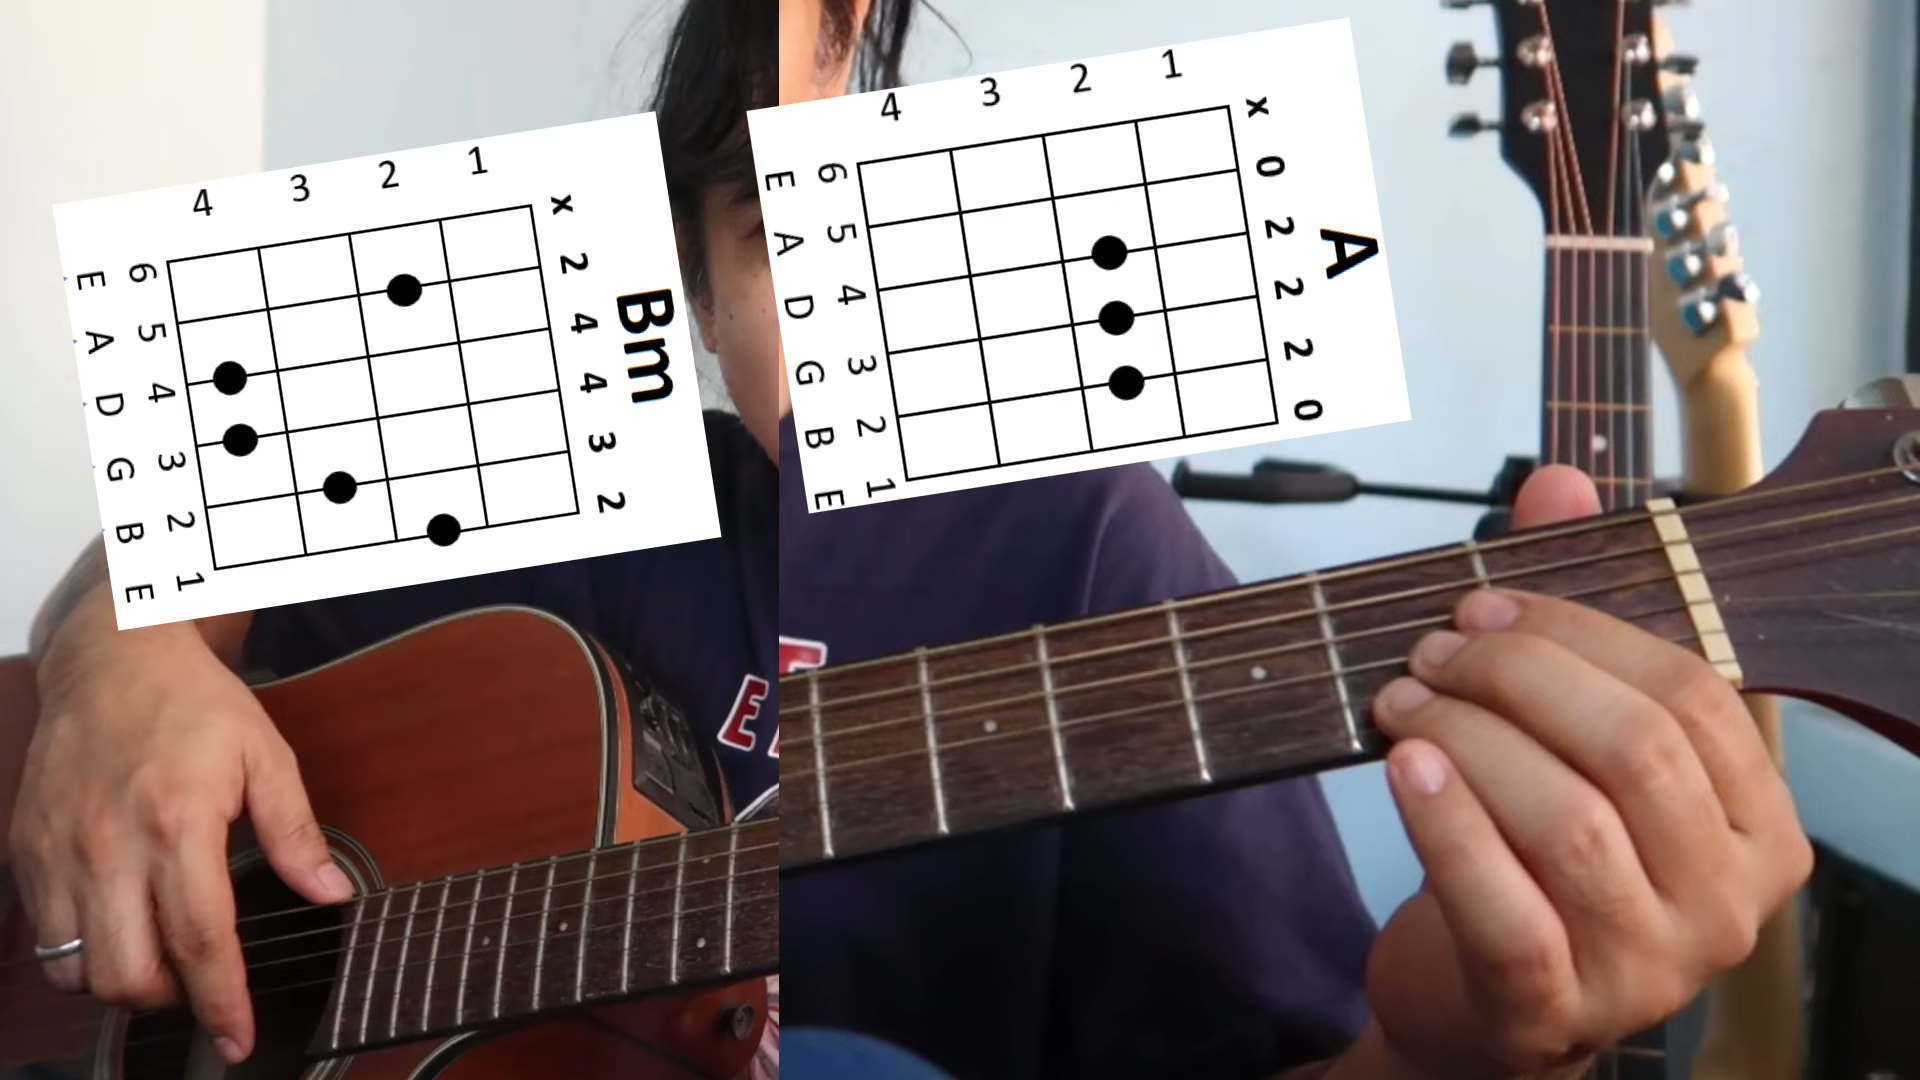 4 3 2 1
Bm
x 2 4 4 3 2
6 5 4 3 2 1
E A D G B E
4 3 2 1
A
x 0 2 2 2 0
6 5 4 3 2 1
E A D G B E